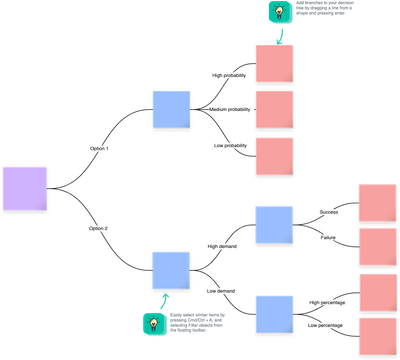 Add branches to your decision
tree by dragging a line from a
shape and pressing enter.
High probability
Medium probability
Low probability
Option 1
Option 2
Success
High demand
Failure
Low demand
High percentage
Low percentage
Easily select similar items by
pressing Cmd/Ctrl + A, and
selecting Filter objects from
the floating toolbar.